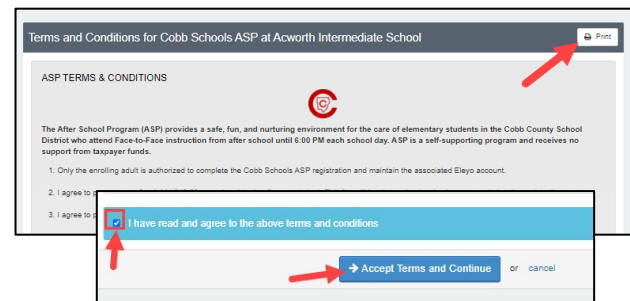 Terms and Conditions for Cobb Schools ASP at Acworth Intermediate School
Print
ASP TERMS & CONDITIONS
The After School Program (ASP) provides a safe, fun, and nurturing environment for the care of elementary students in the Cobb County School
District who attend Face-to-Face instruction from after school until 6:00 PM each school day. ASP is a self-supporting program and receives no
support from taxpayer funds.
1. Only the enrolling adult is authorized to complete the Cobb Schools ASP registration and maintain the associated Eleyo account.
2. I agree to
3. I agree to
I have read and agree to the above terms and conditions
Accept Terms and Continue or cancel